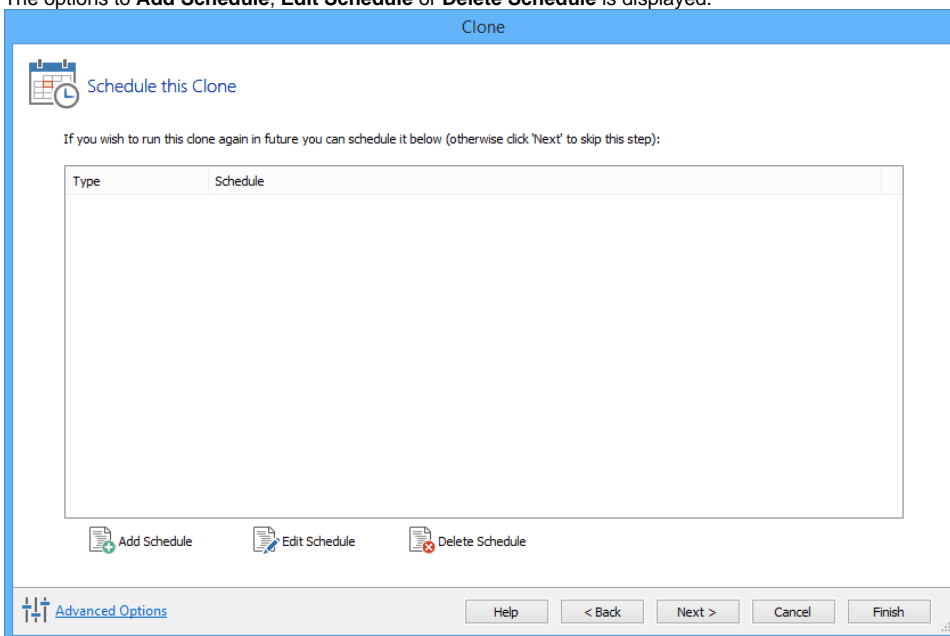 The options to Add Schedule, Edit Schedule or Delete Schedule is displayed.
Clone
Schedule this Clone
If you wish to run this clone again in future you can schedule it below (otherwise click 'Next' to skip this step):
Type Schedule
Add Schedule Edit Schedule Delete Schedule
Advanced Options Help < Back Next > Cancel Finish